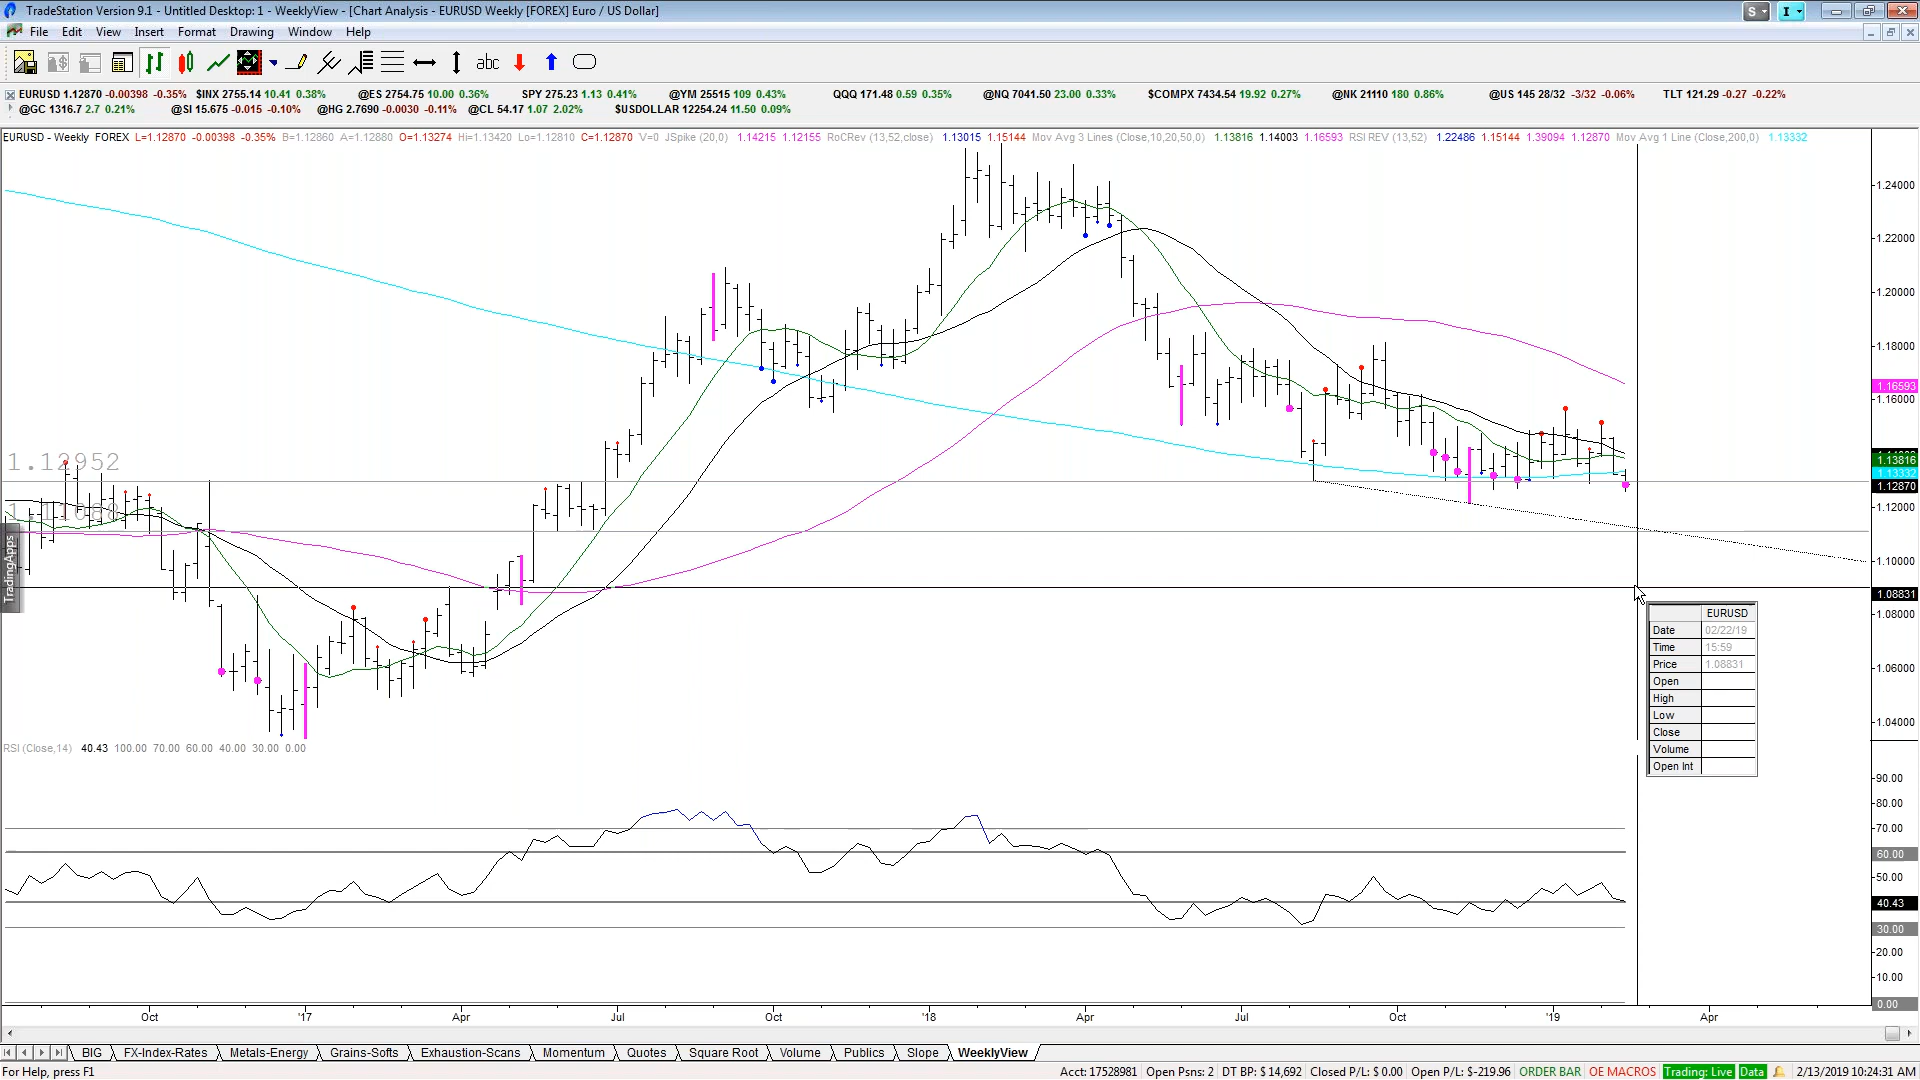 TradeStation Version 9.1 - Untitled Desktop: 1 - WeeklyView - [Chart Analysis - EURUSD Weekly [FOREX] Euro / US Dollar]
S I
File Edit View Insert Format Drawing Window Help
abc
EURUSD 1.12870 -0.00398 -0.35% $INX 2755.14 10.41 0.38% @ES 2754.75 10.00 0.36% SPY 275.23 1.13 0.41% @YM 25515 109 0.43% QQQ 171.48 0.59 0.35% @NQ 7041.50 23.00 0.33% $COMPX 7434.54 19.92 0.27% @NK 21110 180 0.86% @US 145 28/32 -3/32 -0.06% TLT 121.29 -0.27 -0.22%
@GC 1316.7 2.7 0.21% @SI 15.675 -0.015 -0.10% @HG 2.7690 -0.0030 -0.11% @CL 54.17 1.07 2.02% $USDOLLAR 12254.24 11.50 0.09%
EURUSD - Weekly FOREX L=1.12870 -0.00398 -0.35% B=1.12860 A=1.12880 O=1.13274 Hi=1.13420 Lo=1.12810 C=1.12870 V=0 JSpike (20,0) 1.14215 1.12155 RoCRev (13,52,close) 1.13015 1.15144 Mov Avg 3 Lines (Close,10,20,50,0) 1.13816 1.14003 1.16593 RSI REV (13,52) 1.22486 1.15144 1.39094 1.12870 Mov Avg 1 Line (Close,200,0) 1.13332
1.24000
1.22000
1.20000
1.18000
1.16593
1.16000
1.12952
1.13816
1.13332
1.12870
1.12000
1.11088
1.10000
TradingApps
1.08831
1.08000
EURUSD
Date 02/22/19
Time 15:59
Price 1.08831
Open
High
Low
Close
Volume
Open Int
1.06000
1.04000
RSI (Close,14) 40.43 100.00 70.00 60.00 40.00 30.00 0.00
90.00
80.00
70.00
60.00
50.00
40.43
30.00
20.00
10.00
0.00
Oct '17 Apr Jul Oct '18 Apr Jul Oct '19 Apr
BIG FX-Index-Rates Metals-Energy Grains-Softs Exhaustion-Scans Momentum Quotes Square Root Volume Publics Slope WeeklyView
For Help, press F1 Acct: 17528981 Open Psns: 2 DT BP: $ 14,692 Closed P/L: $ 0.00 Open P/L: $-219.96 ORDER BAR OE MACROS Trading: Live Data 2/13/2019 10:24:31 AM